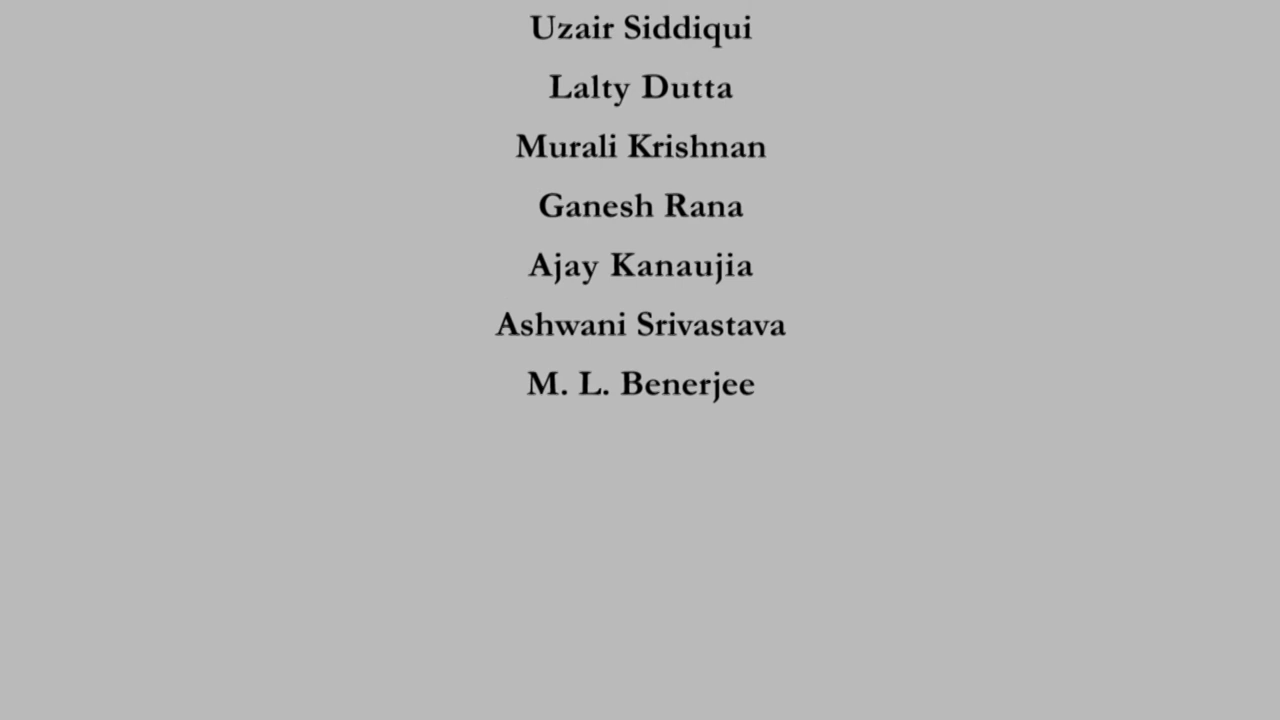 Uzair Siddiqui
Lalty Dutta
Murali Krishnan
Ganesh Rana
Ajay Kanaujia
Ashwani Srivastava
M. L. Benerjee